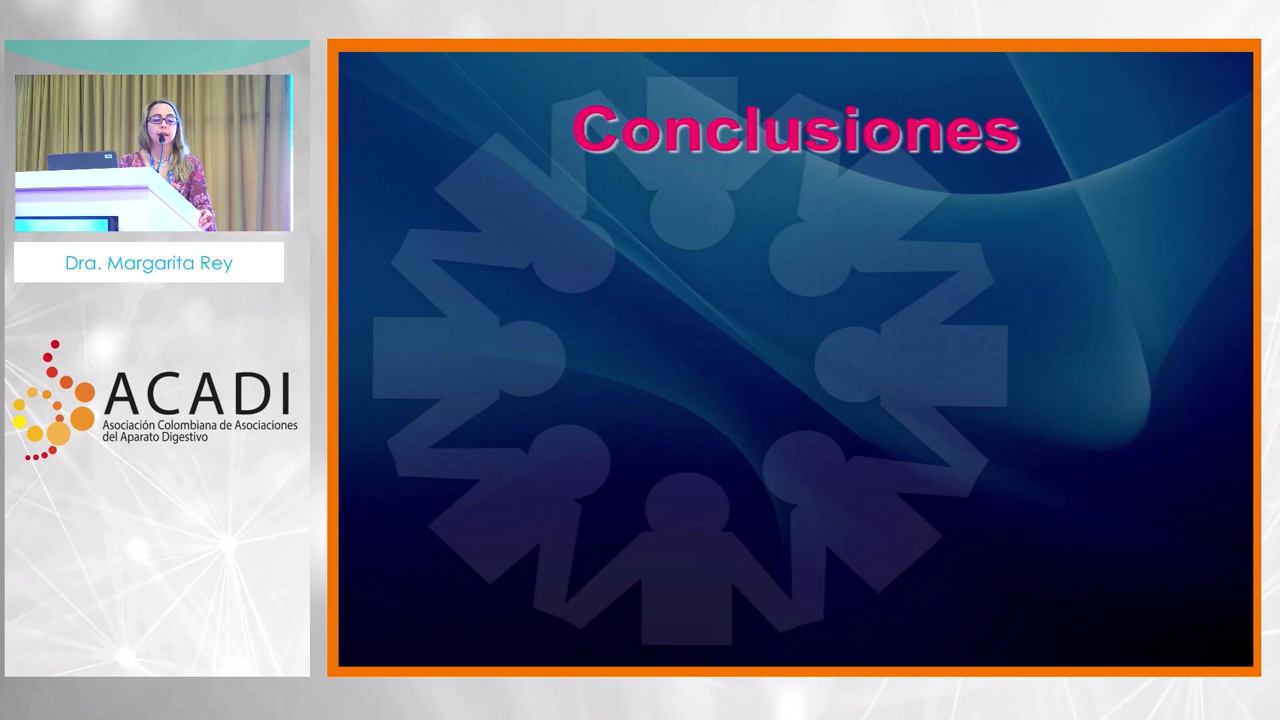 Dra. Margarita Rey
ACADI
Asociación Colombiana de Asociaciones
del Aparato Digestivo
Conclusiones